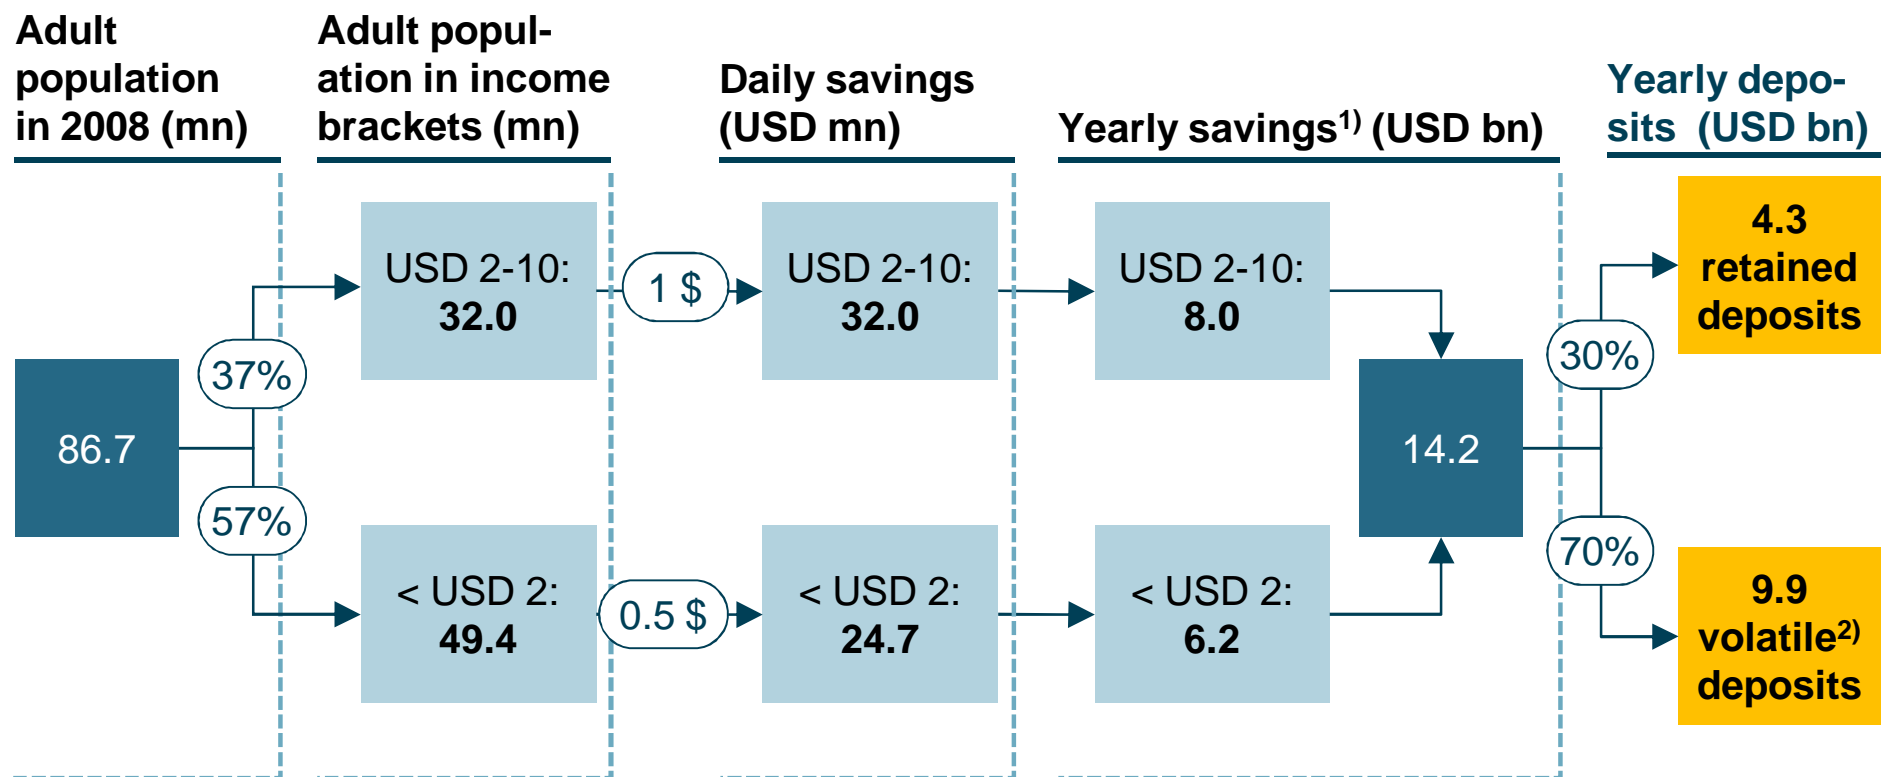 Adult
population
in 2008 (mn)
Adult popul-
ation in income
brackets (mn)
Daily savings
(USD mn)
Yearly savings1) (USD bn)
Yearly depo-
sits (USD bn)
86.7
37%
57%
USD 2-10:
32.0
< USD 2:
49.4
1 $
0.5 $
USD 2-10:
32.0
< USD 2:
24.7
USD 2-10:
8.0
< USD 2:
6.2
14.2
30%
70%
4.3
retained
deposits
9.9
volatile2)
deposits